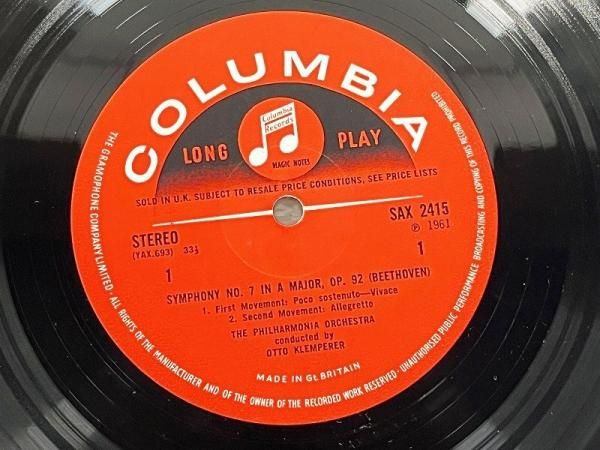 COLUMBIA
Columbia
Records
LONG PLAY
MAGIC NOTES
SOLD IN U.K. SUBJECT TO RESALE PRICE CONDITIONS, SEE PRICE LISTS
STEREO
(YAX.693) 33⅓
SAX 2415
℗ 1961
1
1
SYMPHONY NO. 7 IN A MAJOR, OP. 92 (BEETHOVEN)
1. First Movement: Poco sostenuto—Vivace
2. Second Movement: Allegretto
THE PHILHARMONIA ORCHESTRA
conducted by
OTTO KLEMPERER
MADE IN Gt. BRITAIN
THE GRAMOPHONE COMPANY LIMITED · ALL RIGHTS OF THE MANUFACTURER AND OF THE OWNER OF THE RECORDED WORK RESERVED · UNAUTHORISED PUBLIC PERFORMANCE BROADCASTING AND COPYING OF THIS RECORD PROHIBITED